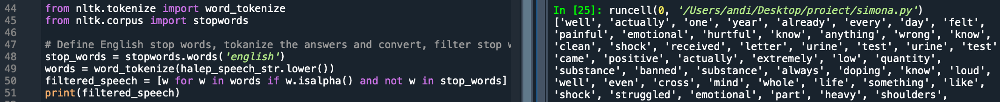 44 from nltk.tokenize import word_tokenize
45 from nltk.corpus import stopwords
46
47 # Define English stop words, tokanize the answers and convert, filter stop
48 stop_words = stopwords.words('english')
49 words = word_tokenize(halep_speech_str.lower())
50 filtered_speech = [w for w in words if w.isalpha() and not w in stop_words]
51 print(filtered_speech)
In [25]: runcell(0, '/Users/andi/Desktop/proiect/simona.py')
['well', 'actually', 'one', 'year', 'already', 'every', 'day', 'felt',
'painful', 'emotional', 'hurtful', 'know', 'anything', 'wrong', 'know',
'clean', 'shock', 'received', 'letter', 'urine', 'test', 'urine', 'test'
'came', 'positive', 'actually', 'extremely', 'low', 'quantity',
'substance', 'banned', 'substance', 'always', 'doping', 'know', 'loud',
'well', 'even', 'cross', 'mind', 'whole', 'life', 'something', 'like',
'shock', 'struggled', 'emotional', 'part', 'heavy', 'shoulders',